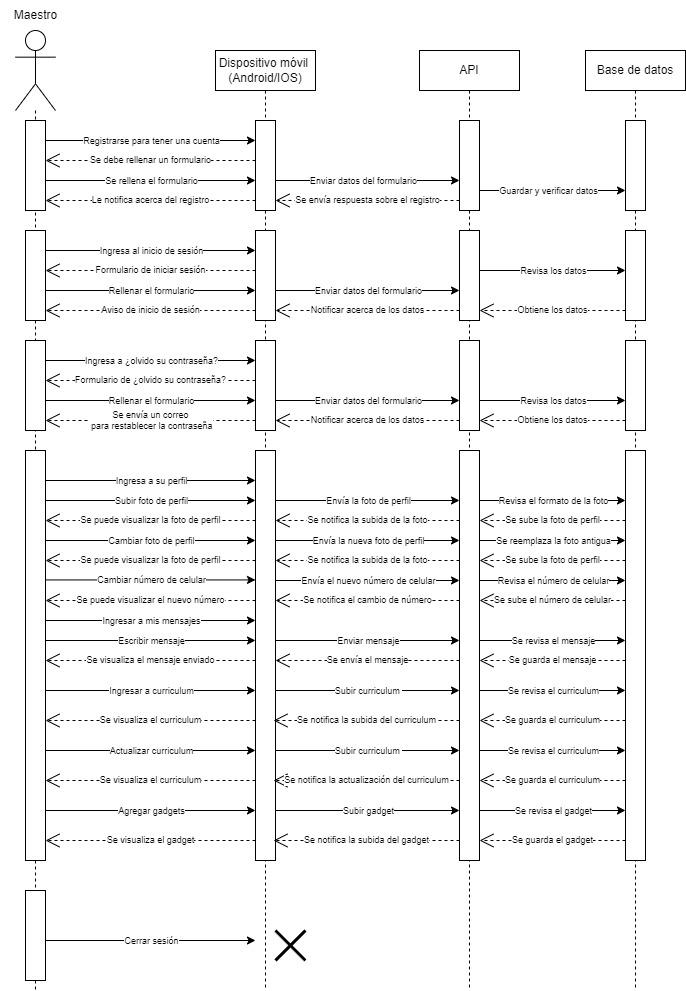 Maestro
Dispositivo móvil
(Android/IOS)
API
Base de datos
Registrarse para tener una cuenta
Se debe rellenar un formulario
Se rellena el formulario
Enviar datos del formulario
Guardar y verificar datos
Le notifica acerca del registro
Se envía respuesta sobre el registro
Ingresa al inicio de sesión
Formulario de iniciar sesión
Revisa los datos
Rellenar el formulario
Enviar datos del formulario
Aviso de inicio de sesión
Notificar acerca de los datos
Obtiene los datos
Ingresa a ¿olvido su contraseña?
Formulario de ¿olvido su contraseña?
Rellenar el formulario
Enviar datos del formulario
Revisa los datos
Se envía un correo
para restablecer la contraseña
Notificar acerca de los datos
Obtiene los datos
Ingresa a su perfil
Subir foto de perfil
Envía la foto de perfil
Revisa el formato de la foto
Se puede visualizar la foto de perfil
Se notifica la subida de la foto
Se sube la foto de perfil
Cambiar foto de perfil
Envía la nueva foto de perfil
Se reemplaza la foto antigua
Se puede visualizar la foto de perfil
Se notifica la subida de la foto
Se sube la foto de perfil
Cambiar número de celular
Envía el nuevo número de celular
Revisa el número de celular
Se puede visualizar el nuevo número
Se notifica el cambio de número
Se sube el número de celular
Ingresar a mis mensajes
Escribir mensaje
Enviar mensaje
Se revisa el mensaje
Se visualiza el mensaje enviado
Se envía el mensaje
Se guarda el mensaje
Ingresar a curriculum
Subir curriculum
Se revisa el curriculum
Se visualiza el curriculum
Se notifica la subida del curriculum
Se guarda el curriculum
Actualizar curriculum
Subir curriculum
Se revisa el curriculum
Se visualiza el curriculum
Se notifica la actualización del curriculum
Se guarda el curriculum
Agregar gadgets
Subir gadget
Se revisa el gadget
Se visualiza el gadget
Se notifica la subida del gadget
Se guarda el gadget
Cerrar sesión